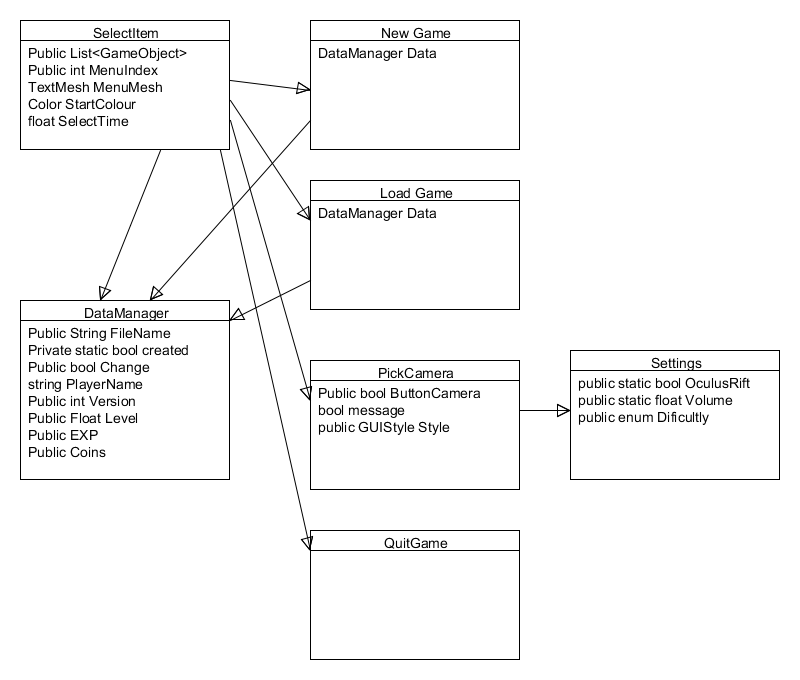 SelectItem
Public List<GameObject>
Public int MenuIndex
TextMesh MenuMesh
Color StartColour
float SelectTime
New Game
DataManager Data
Load Game
DataManager Data
DataManager
Public String FileName
Private static bool created
Public bool Change
string PlayerName
Public int Version
Public Float Level
Public EXP
Public Coins
PickCamera
Public bool ButtonCamera
bool message
public GUIStyle Style
Settings
public static bool OculusRift
public static float Volume
public enum Dificultly
QuitGame